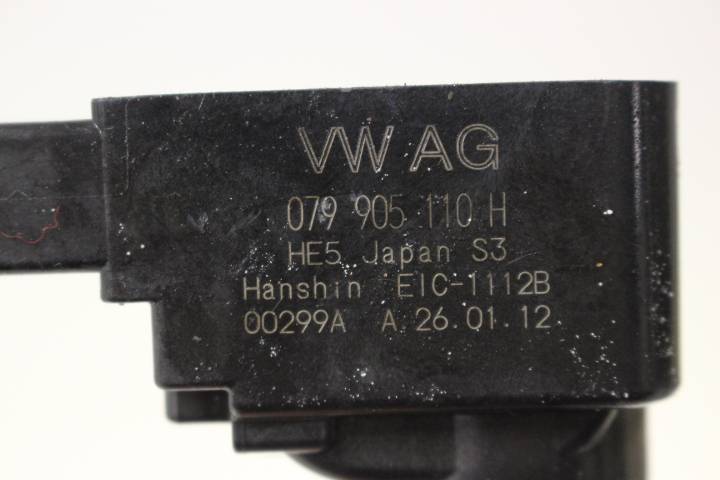 VW AG
079 905 110 H
HE5 Japan S3
Hanshin EIC-1112B
00299A A 26.01.12